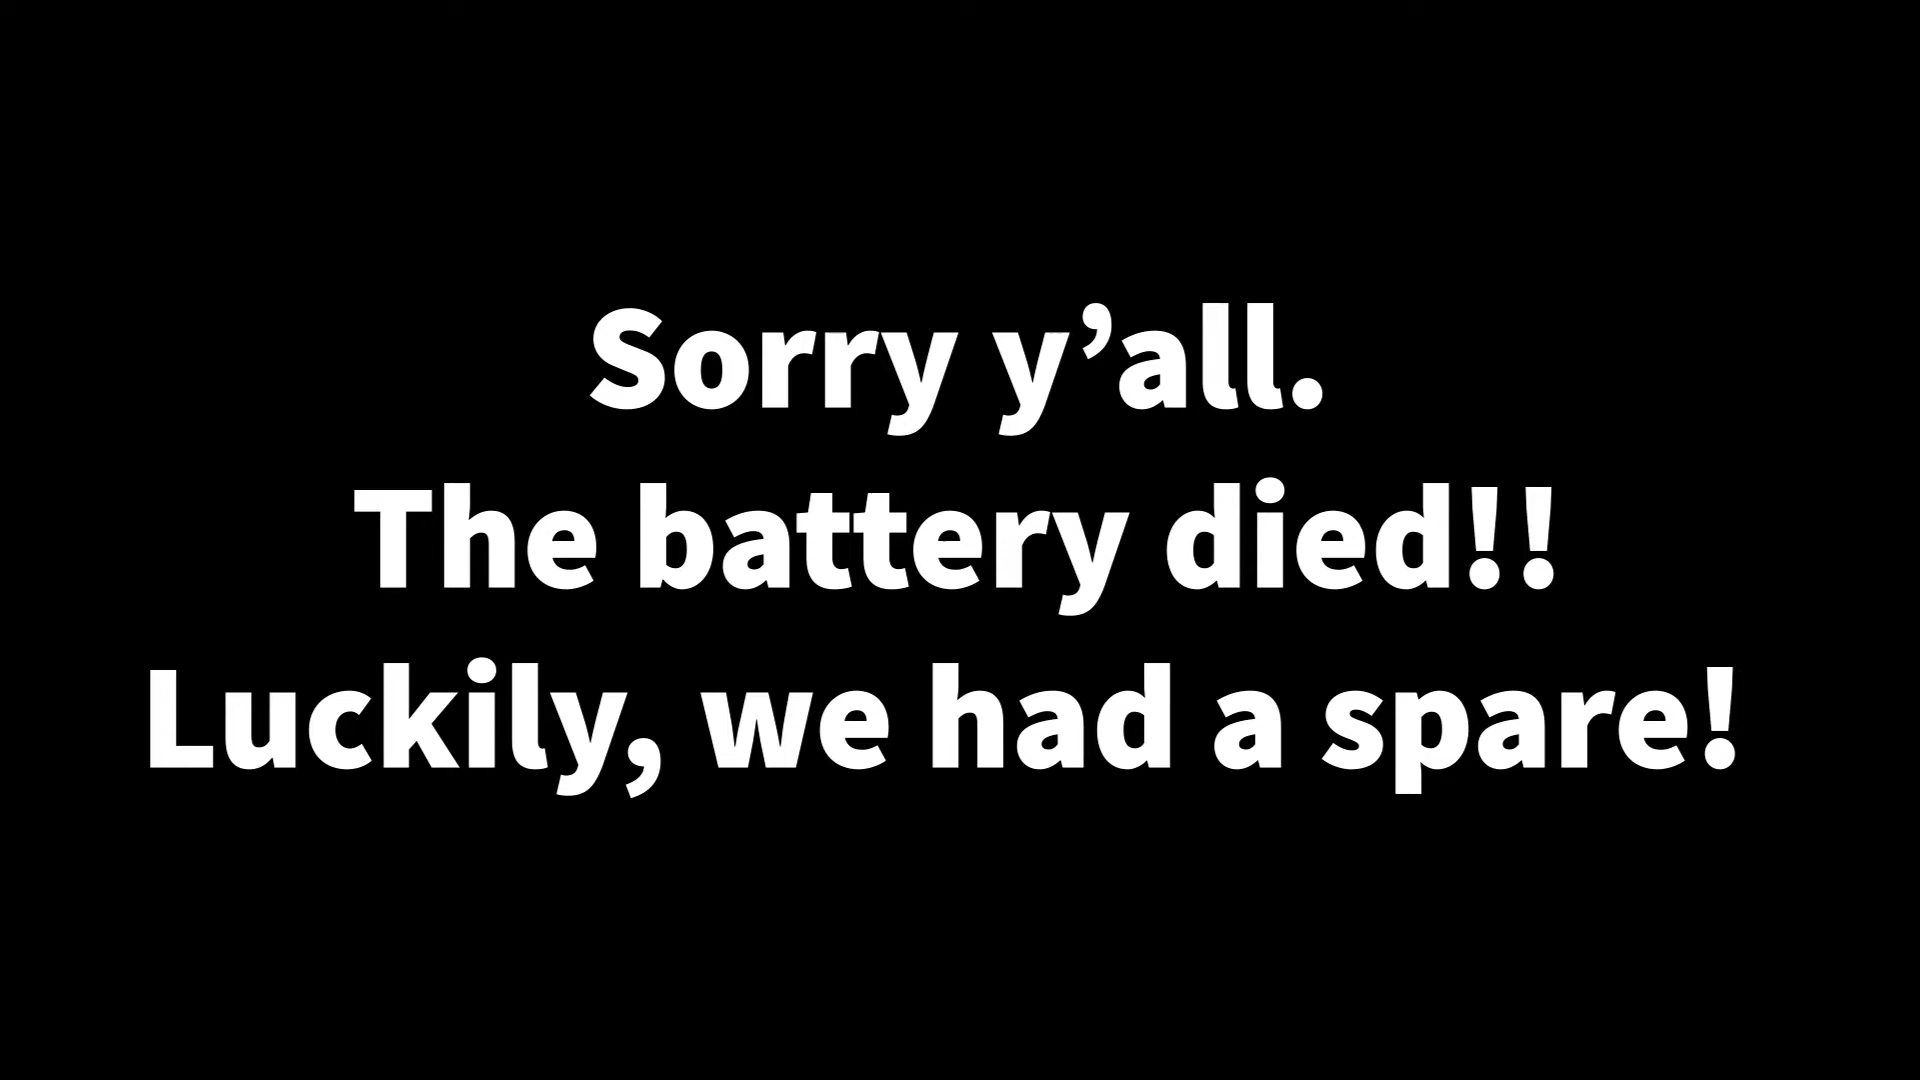 Sorry y’all.
The battery died!!
Luckily, we had a spare!